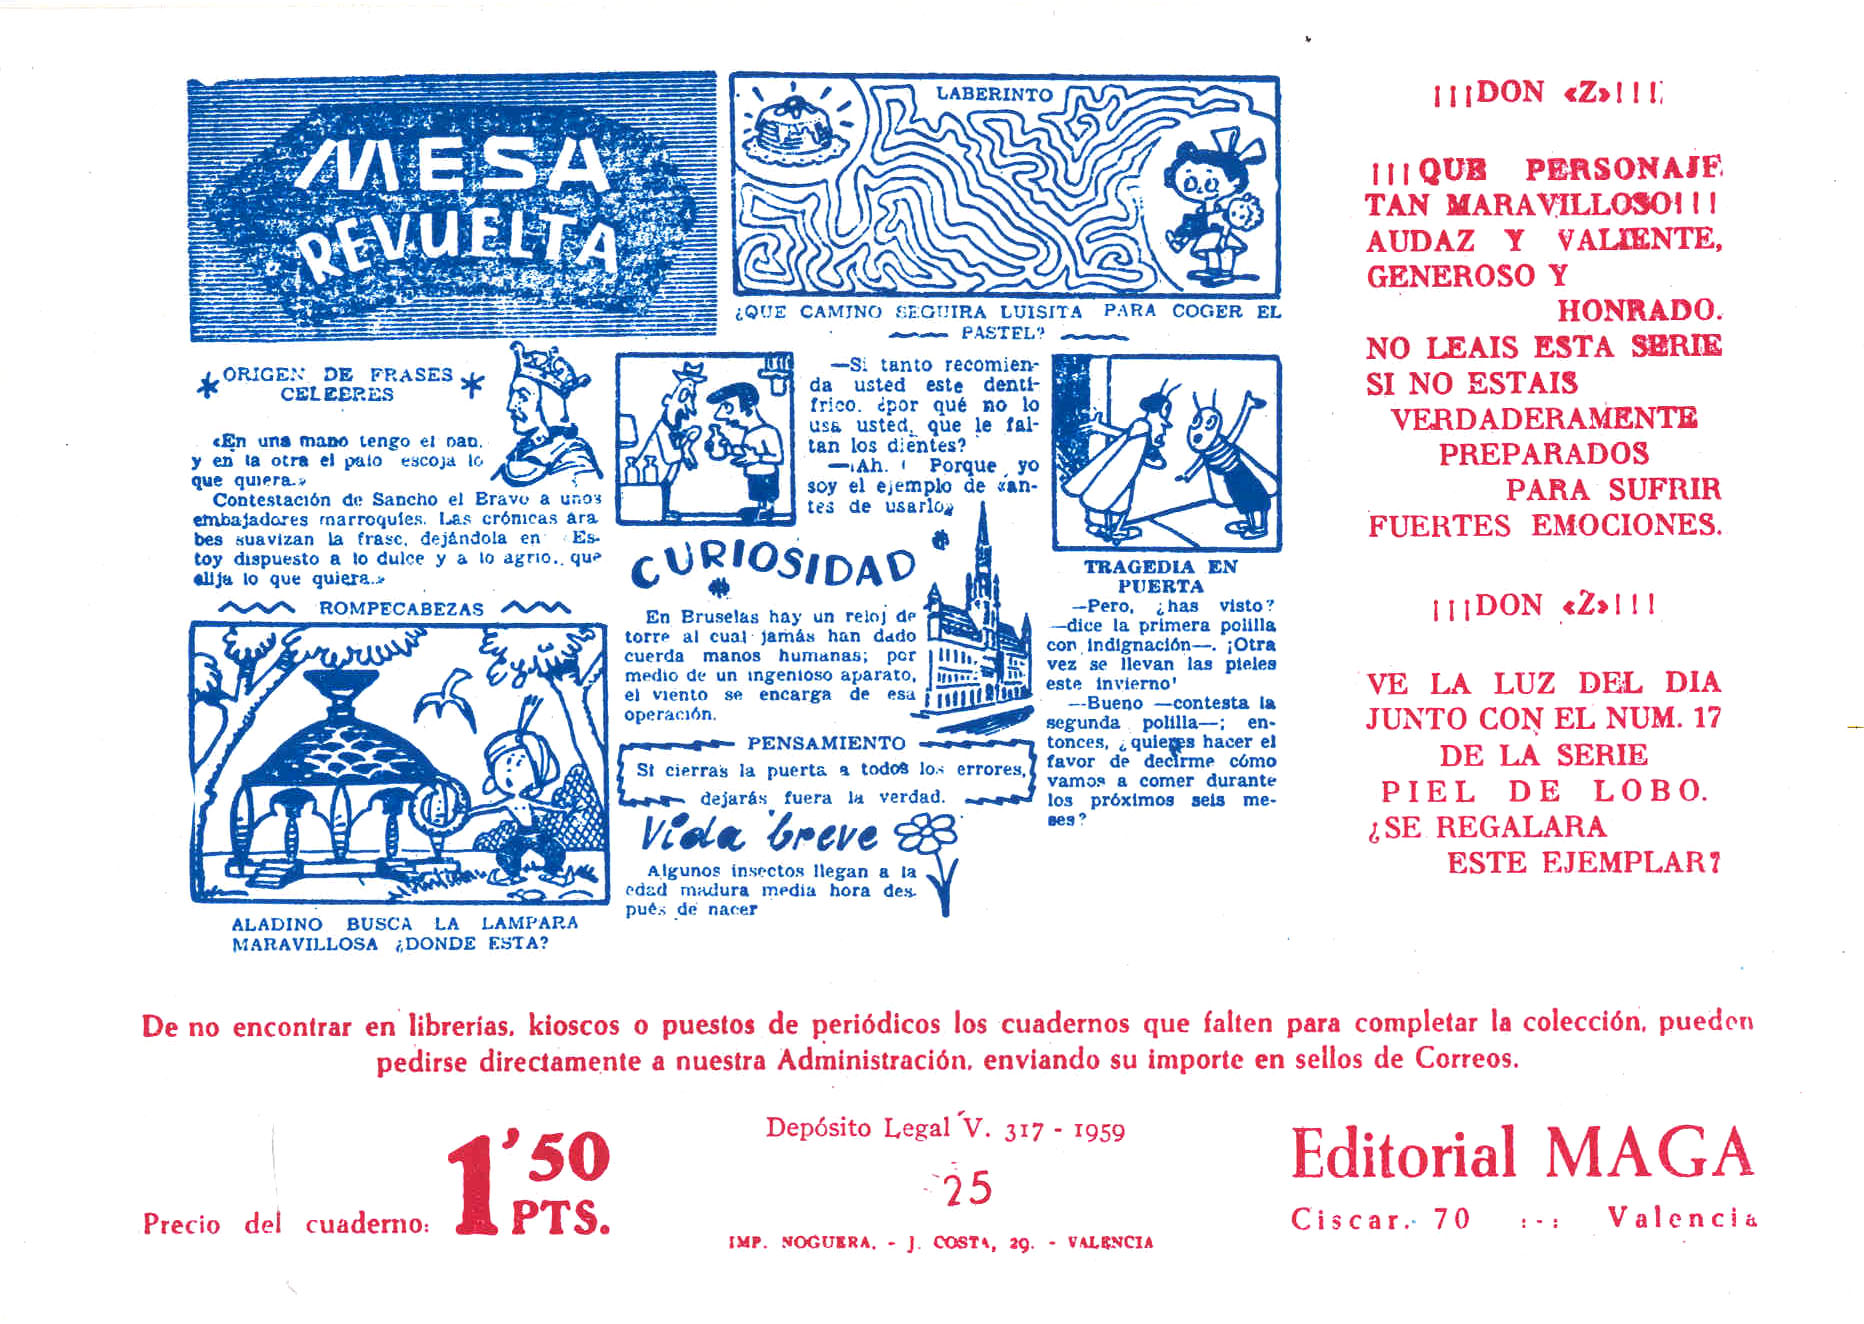 MESA
REVUELTA
LABERINTO
¿QUE CAMINO SEGUIRA LUISITA PARA COGER EL
PASTEL?
ORIGEN DE FRASES
CELEBRES
«En una mano tengo el pan,
y en la otra el palo escoja lo
que quiera.»
Contestación de Sancho el Bravo a unos
embajadores marroquíes. Las crónicas ára
bes suavizan la frase, dejándola en «Es-
toy dispuesto a lo dulce y a lo agrio., que
elija lo que quiera.»
ROMPECABEZAS
ALADINO BUSCA LA LAMPARA
MARAVILLOSA ¿DONDE ESTA?
—Si tanto recomien-
da usted este dentí-
frico, ¿por qué no lo
usa usted, que le fal-
tan los dientes?
—¡Ah. ! Porque yo
soy el ejemplo de «an-
tes de usarlo»
CURIOSIDAD
En Bruselas hay un reloj de
torre al cual jamás han dado
cuerda manos humanas; por
medio de un ingenioso aparato,
el viento se encarga de esa
operación.
PENSAMIENTO
Si cierras la puerta a todos los errores,
dejarás fuera la verdad.
Vida breve
Algunos insectos llegan a la
edad madura media hora des-
pués de nacer
TRAGEDIA EN
PUERTA
—Pero, ¿has visto?
—dice la primera polilla
con indignación—. ¡Otra
vez se llevan las pieles
este invierno!
—Bueno —contesta la
segunda polilla—; en-
tonces, ¿quieres hacer el
favor de decirme cómo
vamos a comer durante
los próximos seis me-
ses?
¡¡¡DON «Z»!!!
¡¡¡QUE PERSONAJE
TAN MARAVILLOSO!!!
AUDAZ Y VALIENTE,
GENEROSO Y
HONRADO.
NO LEAIS ESTA SERIE
SI NO ESTAIS
VERDADERAMENTE
PREPARADOS
PARA SUFRIR
FUERTES EMOCIONES.
¡¡¡DON «Z»!!!
VE LA LUZ DEL DIA
JUNTO CON EL NUM. 17
DE LA SERIE
PIEL DE LOBO.
¿SE REGALARA
ESTE EJEMPLAR?
De no encontrar en librerías, kioscos o puestos de periódicos los cuadernos que falten para completar la colección, pueden
pedirse directamente a nuestra Administración, enviando su importe en sellos de Correos.
Precio del cuaderno: 1'50 PTS.
Depósito Legal V. 317 - 1959
25
IMP. NOGUERA. - J. COSTA, 29. - VALENCIA
Editorial MAGA
Ciscar. 70 :-: Valencia